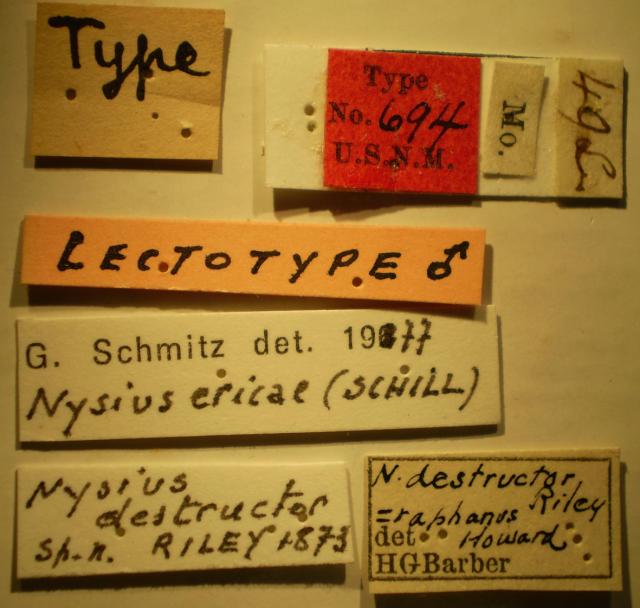 Type
Type
No. 694
U.S.N.M.
Mo.
LECTOTYPE ♂
G. Schmitz det. 1977
Nysius ericae (SCHILL)
Nysius
destructor
sp.n. RILEY 1873
N. destructor
Riley
=raphanus
Howard
det
HGBarber